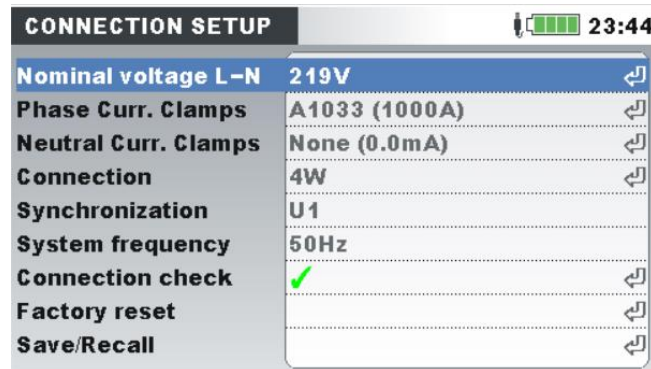 CONNECTION SETUP 23:44
Nominal voltage L-N 219V
Phase Curr. Clamps A1033 (1000A)
Neutral Curr. Clamps None (0.0mA)
Connection 4W
Synchronization U1
System frequency 50Hz
Connection check ✓
Factory reset
Save/Recall